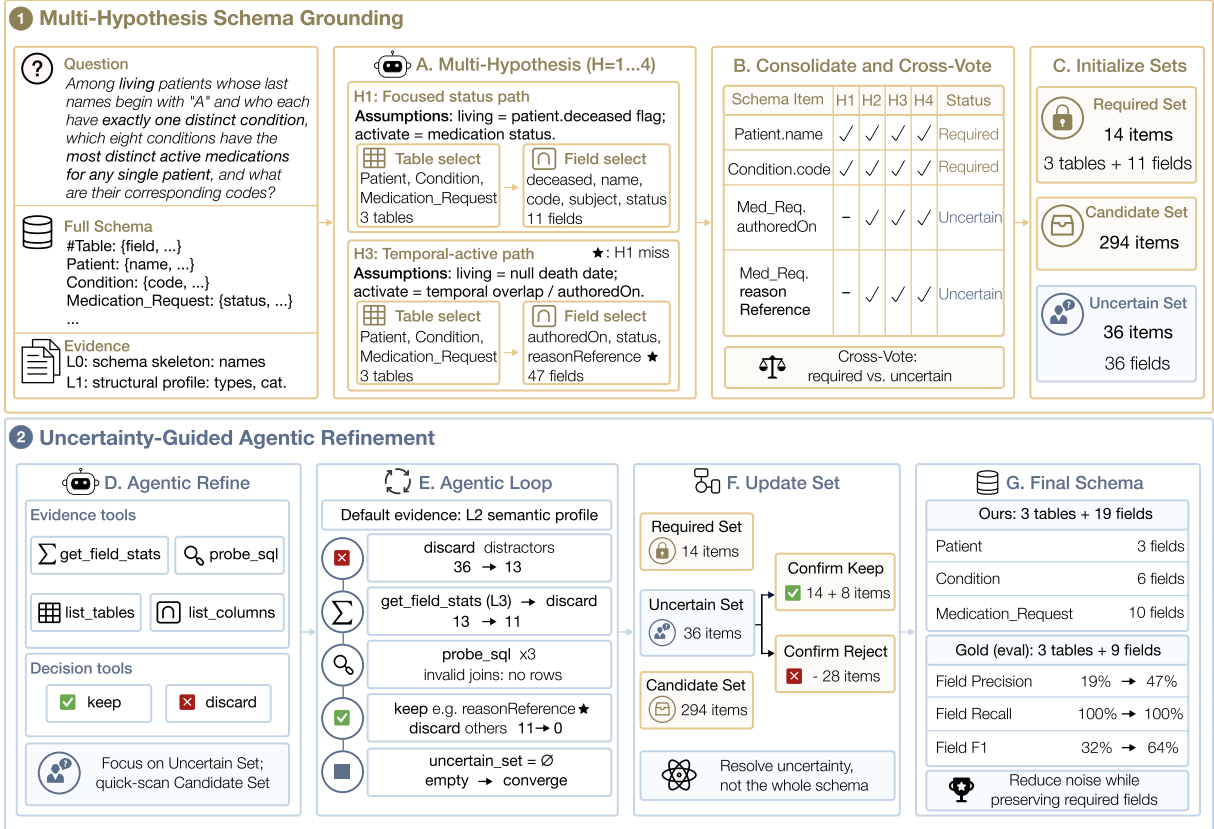 1 Multi-Hypothesis Schema Grounding
Question
Among living patients whose last
names begin with "A" and who each
have exactly one distinct condition,
which eight conditions have the
most distinct active medications
for any single patient, and what
are their corresponding codes?
Full Schema
#Table: {field, ...}
Patient: {name, ...}
Condition: {code, ...}
Medication_Request: {status, ...}
...
Evidence
L0: schema skeleton: names
L1: structural profile: types, cat.
A. Multi-Hypothesis (H=1...4)
H1: Focused status path
Assumptions: living = patient.deceased flag;
activate = medication status.
Table select
Patient, Condition,
Medication_Request
3 tables
Field select
deceased, name,
code, subject, status
11 fields
H3: Temporal-active path ★: H1 miss
Assumptions: living = null death date;
activate = temporal overlap / authoredOn.
Table select
Patient, Condition,
Medication_Request
3 tables
Field select
authoredOn, status,
reasonReference ★
47 fields
B. Consolidate and Cross-Vote
Schema Item H1 H2 H3 H4 Status
Patient.name ✓ ✓ ✓ ✓ Required
Condition.code ✓ ✓ ✓ ✓ Required
Med_Req.
authoredOn – ✓ ✓ ✓ Uncertain
Med_Req.
reason
Reference – ✓ ✓ ✓ Uncertain
Cross-Vote:
required vs. uncertain
C. Initialize Sets
Required Set
14 items
3 tables + 11 fields
Candidate Set
294 items
Uncertain Set
36 items
36 fields
2 Uncertainty-Guided Agentic Refinement
D. Agentic Refine
Evidence tools
get_field_stats probe_sql
list_tables list_columns
Decision tools
keep discard
Focus on Uncertain Set;
quick-scan Candidate Set
E. Agentic Loop
Default evidence: L2 semantic profile
discard distractors
36 → 13
get_field_stats (L3) → discard
13 → 11
probe_sql x3
invalid joins: no rows
keep e.g. reasonReference ★
discard others 11→ 0
uncertain_set = ∅
empty → converge
F. Update Set
Required Set
14 items
Uncertain Set
36 items
Candidate Set
294 items
Confirm Keep
14 + 8 items
Confirm Reject
- 28 items
Resolve uncertainty,
not the whole schema
G. Final Schema
Ours: 3 tables + 19 fields
Patient 3 fields
Condition 6 fields
Medication_Request 10 fields
Gold (eval): 3 tables + 9 fields
Field Precision 19% → 47%
Field Recall 100% → 100%
Field F1 32% → 64%
Reduce noise while
preserving required fields